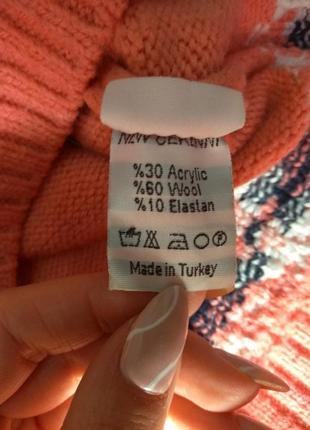 %30 Acrylic
%60 Wool
%10 Elastan
Made in Turkey